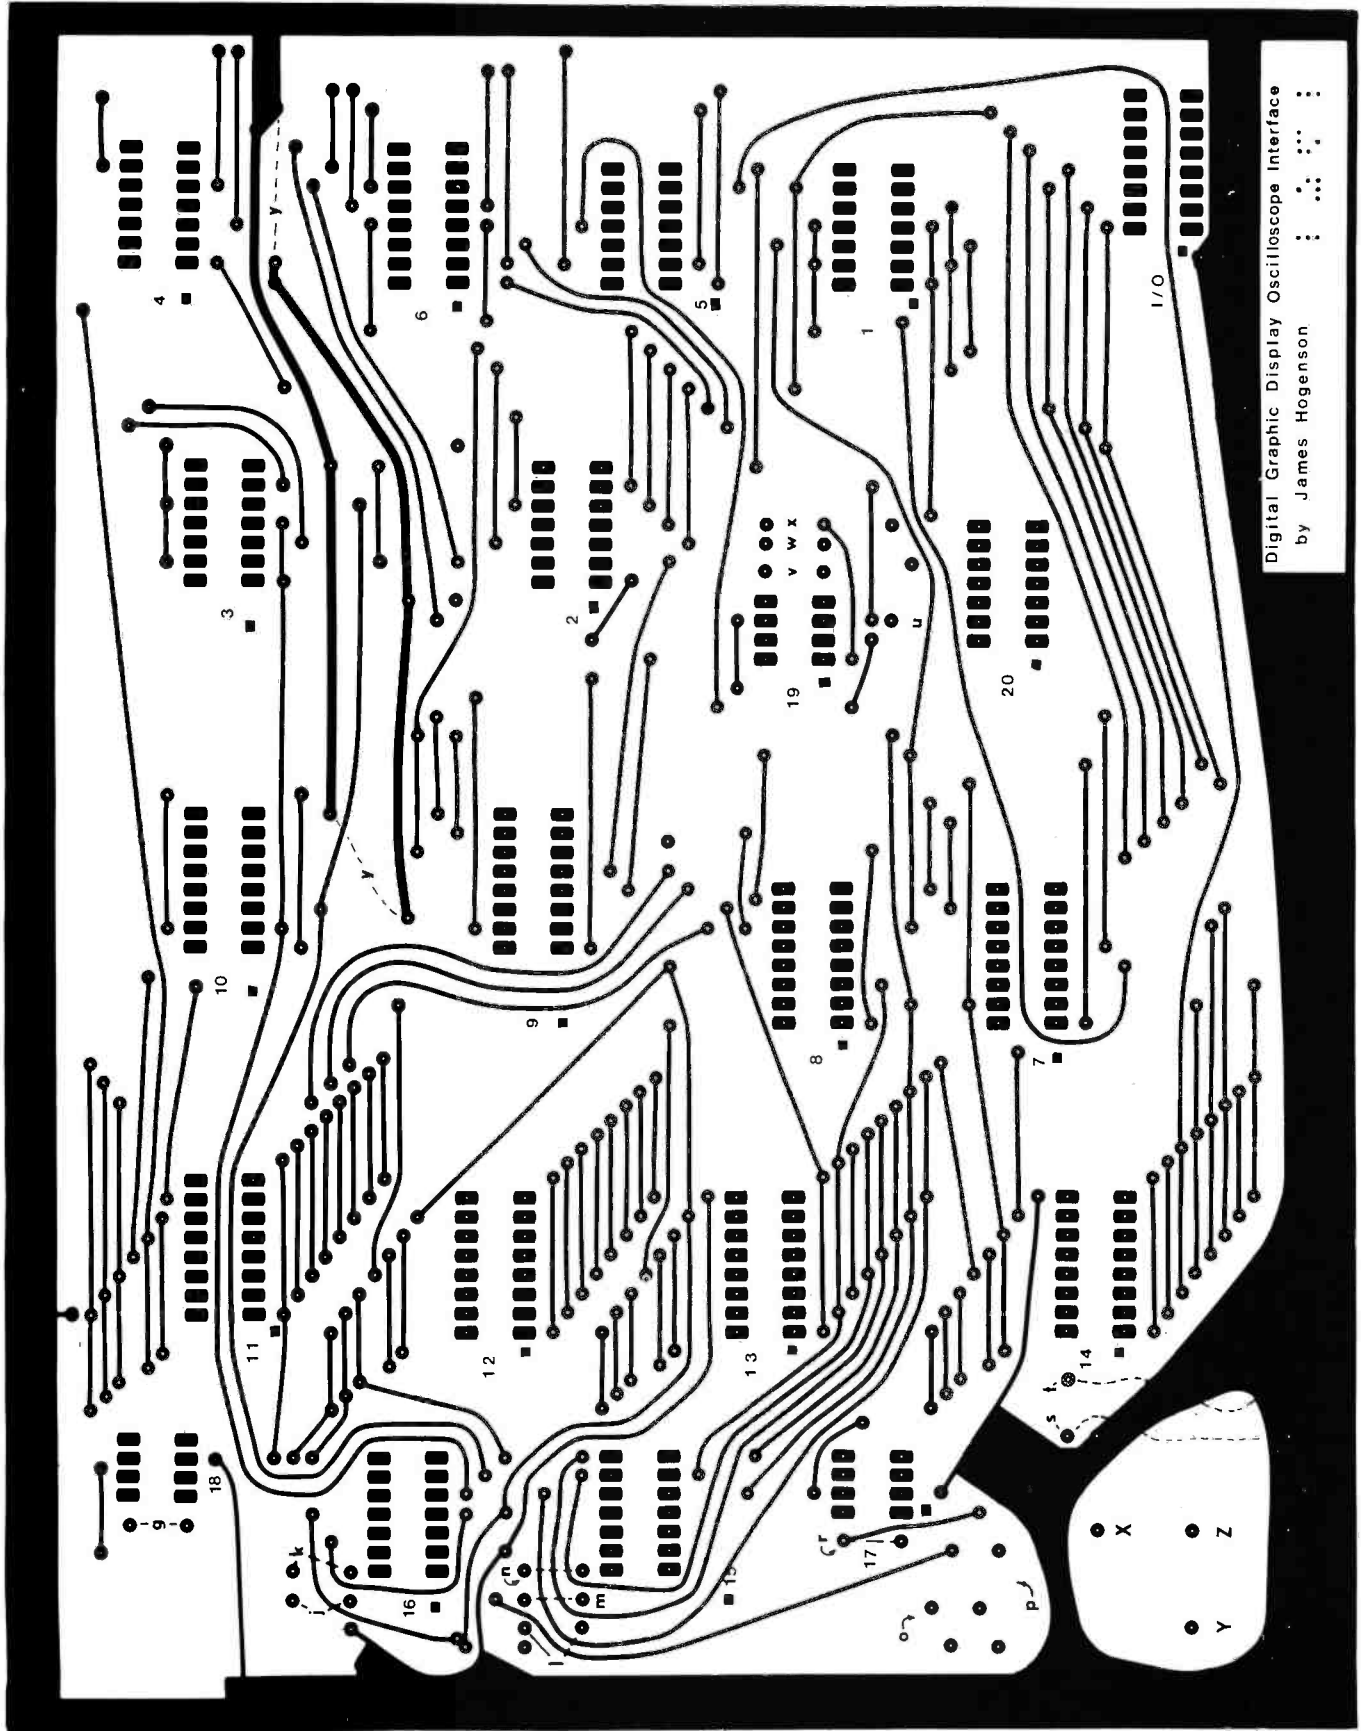 Digital Graphic Display Oscilloscope Interface
by James Hogenson
4
y
6
5
1
I/O
3
2
v w x
u
19
20
y
10
9
8
7
11
12
13
14
t
s
18
g
k
j
16
n
m
l
15
r
17
o
p
X
Z
Y